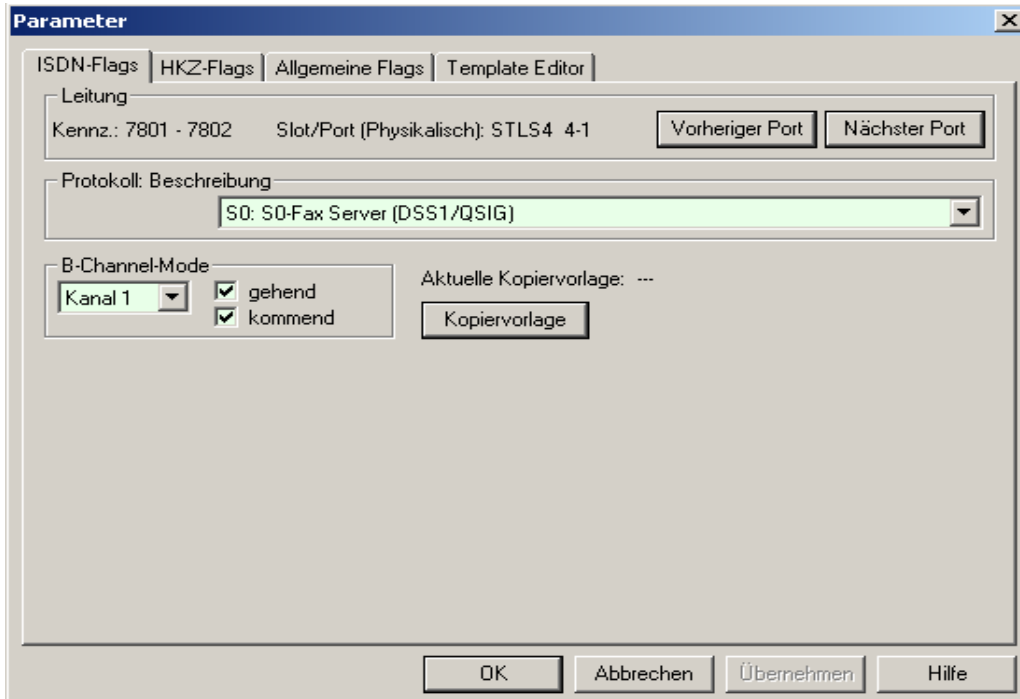 Parameter
ISDN-Flags HKZ-Flags Allgemeine Flags Template Editor
Leitung
Kennz.: 7801 - 7802 Slot/Port (Physikalisch): STLS4 4-1 Vorheriger Port Nächster Port
Protokoll: Beschreibung
S0: S0-Fax Server (DSS1/QSIG)
B-Channel-Mode
Kanal 1 gehend
kommend
Aktuelle Kopiervorlage: ---
Kopiervorlage
OK Abbrechen Übernehmen Hilfe